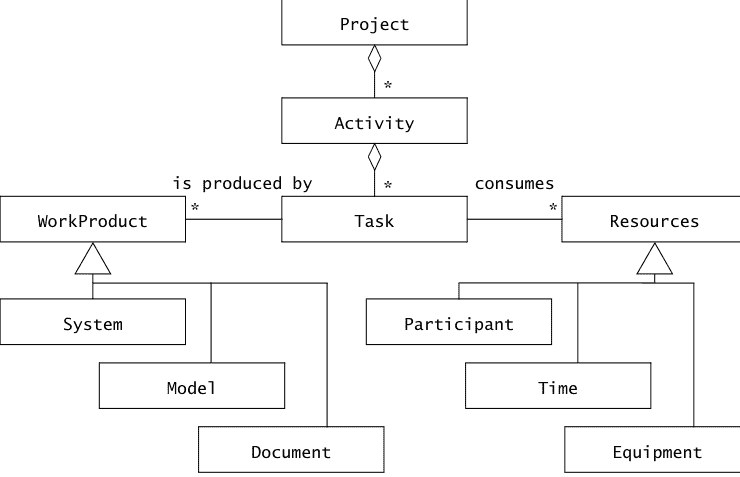 Project
*
Activity
is produced by
*
consumes
*
*
WorkProduct
Task
Resources
System
Participant
Model
Time
Document
Equipment